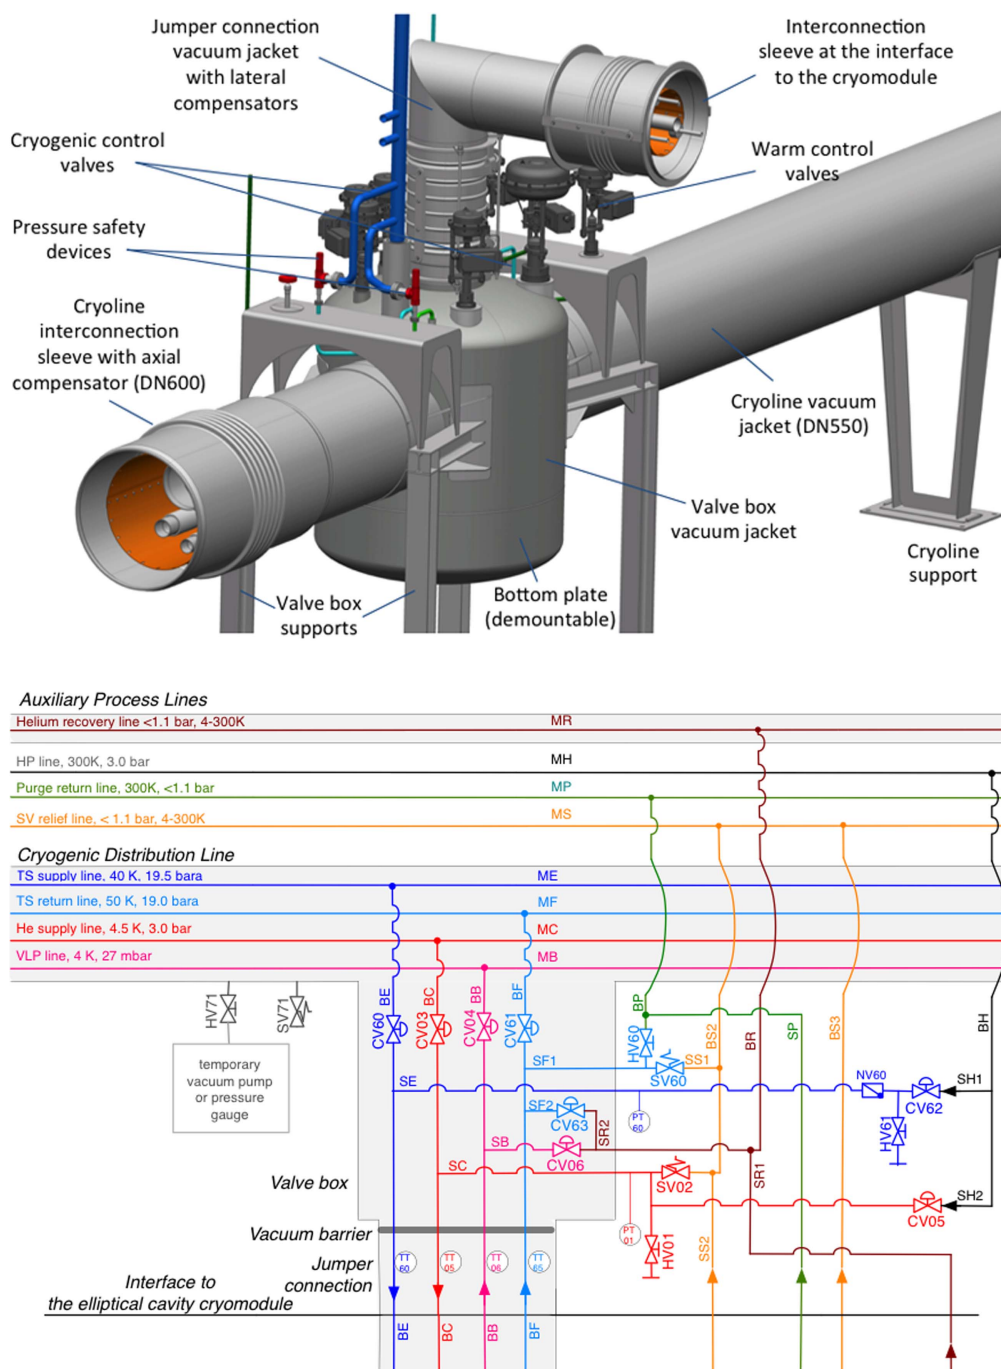 Jumper connection
vacuum jacket
with lateral
compensators
Interconnection
sleeve at the interface
to the cryomodule
Cryogenic control
valves
Warm control
valves
Pressure safety
devices
Cryoline
interconnection
sleeve with axial
compensator (DN600)
Cryoline vacuum
jacket (DN550)
Valve box
vacuum jacket
Cryoline
support
Bottom plate
(demountable)
Valve box
supports
Auxiliary Process Lines
Helium recovery line <1.1 bar, 4-300K MR
HP line, 300K, 3.0 bar MH
Purge return line, 300K, <1.1 bar MP
SV relief line, < 1.1 bar, 4-300K MS
Cryogenic Distribution Line
TS supply line, 40 K, 19.5 bara ME
TS return line, 50 K, 19.0 bara MF
He supply line, 4.5 K, 3.0 bar MC
VLP line, 4 K, 27 mbar MB
HV71
SV71
BE
BC
BB
BF
BP
BS2
BR
SP
BS3
BH
CV60
CV03
CV04
CV61
HV60
SF1
SV60
SS1
temporary
vacuum pump
or pressure
gauge
SE
NV60
SH1
CV62
HV61
SF2
CV63
SR2
PT
60
SB
CV06
SC
SV02
SR1
SH2
CV05
Valve box
PT
01
HV01
SS2
Vacuum barrier
TT
60
TT
05
TT
06
TT
65
Jumper
connection
Interface to
the elliptical cavity cryomodule
BE
BC
BB
BF